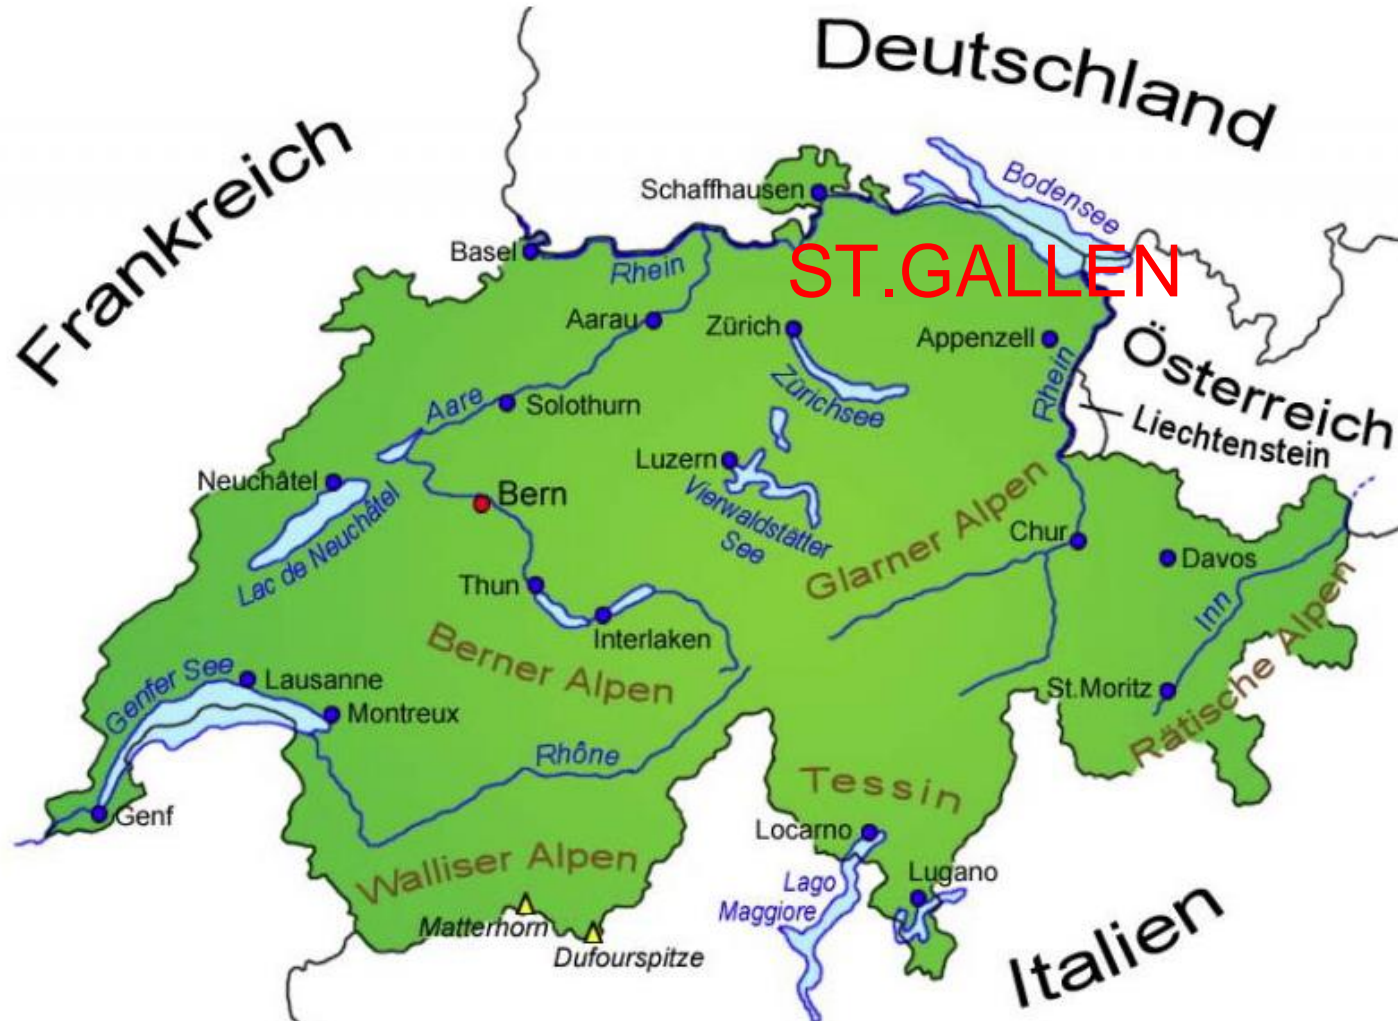 Deutschland
Frankreich
Bodensee
Schaffhausen
Basel
ST.GALLEN
Rhein
Aarau
Zürich
Appenzell
Österreich
Rhein
Zürichsee
Aare
Solothurn
Liechtenstein
Luzern
Neuchâtel
Bern
Vierwaldstätter
See
Lac de Neuchâtel
Glarner Alpen
Chur
Davos
Thun
Inn
Interlaken
Berner Alpen
Genfer See
Lausanne
Montreux
St.Moritz
Rätische Alpen
Rhône
Tessin
Genf
Locarno
Walliser Alpen
Lugano
Lago
Maggiore
Matterhorn
Dufourspitze
Italien